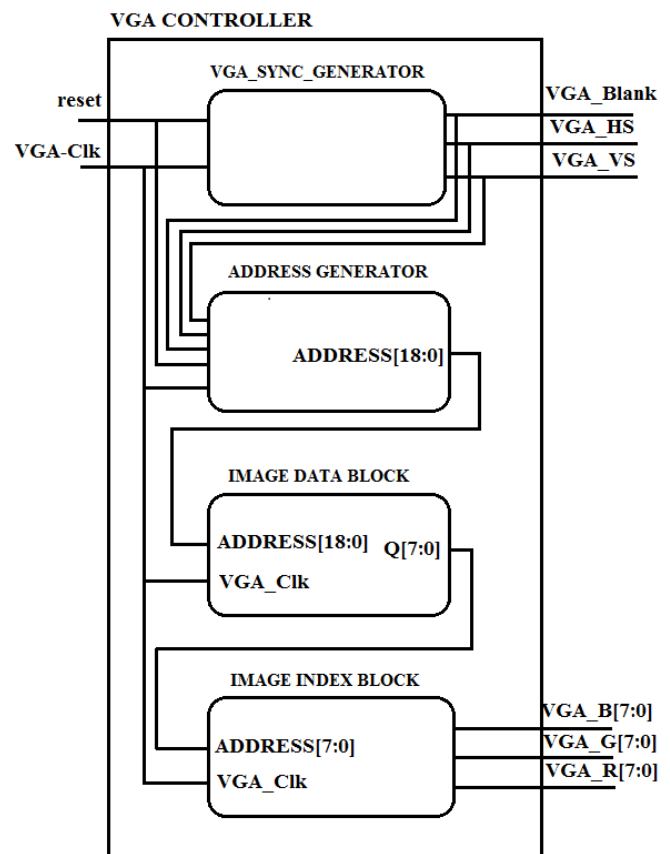 VGA CONTROLLER
VGA_SYNC_GENERATOR
reset
VGA-Clk
VGA_Blank
VGA_HS
VGA_VS
ADDRESS GENERATOR
ADDRESS[18:0]
IMAGE DATA BLOCK
ADDRESS[18:0]
Q[7:0]
VGA_Clk
IMAGE INDEX BLOCK
ADDRESS[7:0]
VGA_Clk
VGA_B[7:0]
VGA_G[7:0]
VGA_R[7:0]